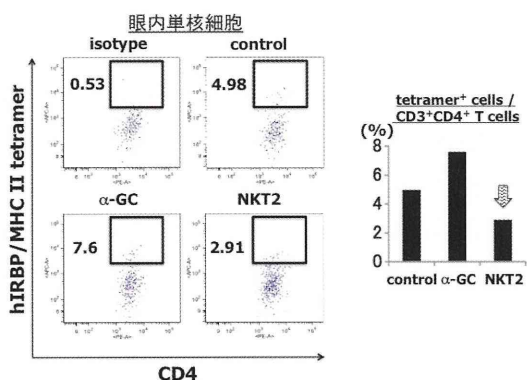 眼内単核細胞
isotype
control
0.53
4.98
hIRBP/MHC II tetramer
α-GC
NKT2
7.6
2.91
CD4
tetramer⁺ cells /
CD3⁺CD4⁺ T cells
(%)
8
6
4
2
0
control α-GC NKT2